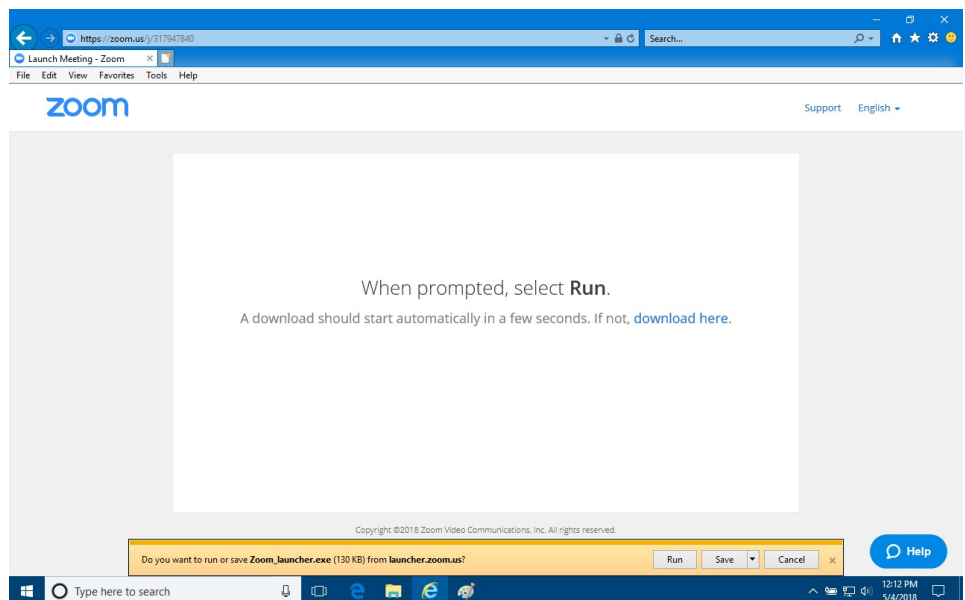 https://zoom.us/j/317947840
Search...
Launch Meeting - Zoom
File Edit View Favorites Tools Help
zoom
Support English
When prompted, select Run.
A download should start automatically in a few seconds. If not, download here.
Copyright ©2018 Zoom Video Communications, Inc. All rights reserved.
Do you want to run or save Zoom_launcher.exe (130 KB) from launcher.zoom.us?
Run Save Cancel
Help
Type here to search
12:12 PM
5/4/2018